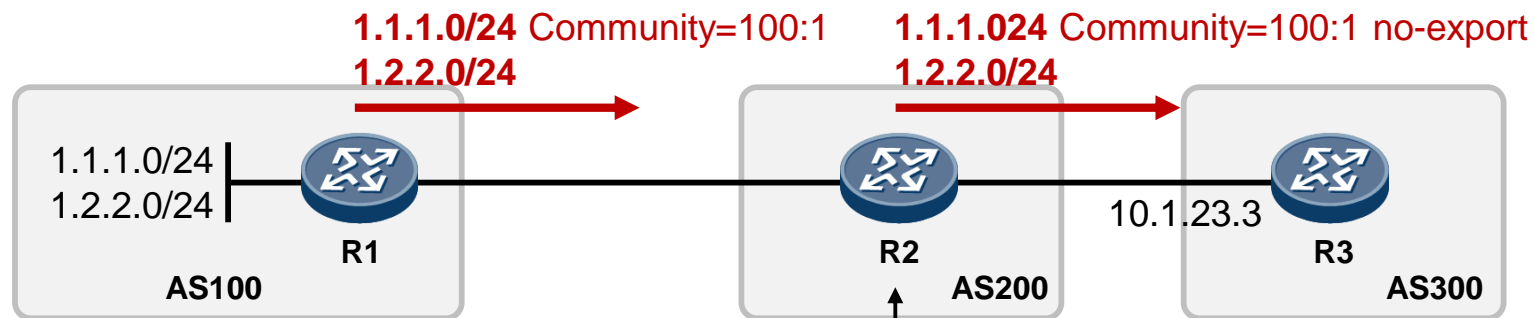 1.1.1.0/24 Community=100:1
1.2.2.0/24
1.1.1.024 Community=100:1 no-export
1.2.2.0/24
1.1.1.0/24
1.2.2.0/24
R1
AS100
R2
AS200
10.1.23.3
R3
AS300